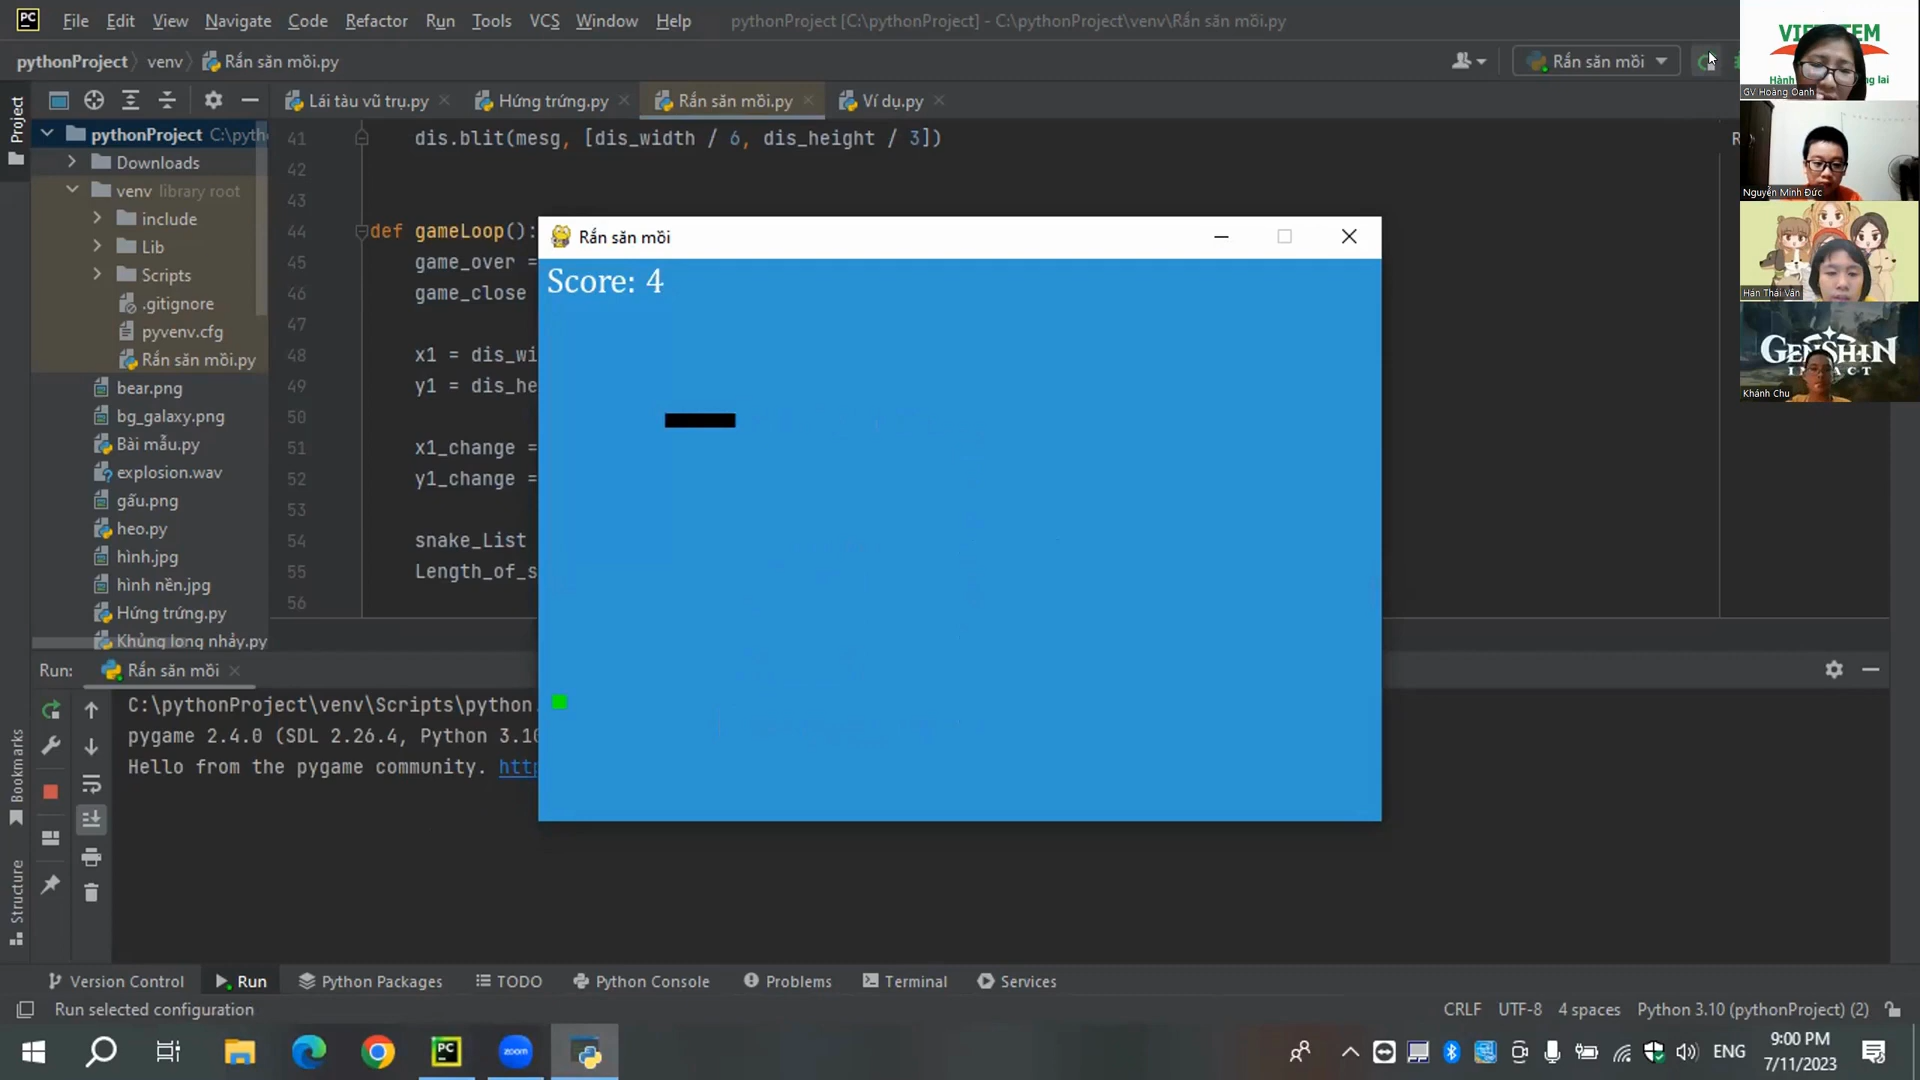 File Edit View Navigate Code Refactor Run Tools VCS Window Help pythonProject [C:\pythonProject] - C:\pythonProject\venv\Rắn săn mồi.py
pythonProject venv Rắn săn mồi.py
Rắn săn mồi
GV Hoàng Oanh
Project
Lái tàu vũ trụ.py Hứng trứng.py Rắn săn mồi.py Ví dụ.py
pythonProject
Downloads
venv library root
include
Lib
Scripts
.gitignore
pyvenv.cfg
Rắn săn mồi.py
bear.png
bg_galaxy.png
Bài mẫu.py
explosion.wav
gấu.png
heo.py
hình.jpg
hình nền.jpg
Hứng trứng.py
Khủng long nhảy.py
41 dis.blit(mesg, [dis_width / 6, dis_height / 3])
42
43
44 def gameLoop():
45 game_over =
46 game_close
47
48 x1 = dis_wi
49 y1 = dis_he
50
51 x1_change =
52 y1_change =
53
54 snake_List
55 Length_of_s
56
Rắn săn mồi
Score: 4
Nguyễn Minh Đức
Hán Thái Vân
GENSHIN
IMPACT
Khánh Chu
Run: Rắn săn mồi
C:\pythonProject\venv\Scripts\python.
pygame 2.4.0 (SDL 2.26.4, Python 3.10
Hello from the pygame community. http
Bookmarks
Structure
Version Control Run Python Packages TODO Python Console Problems Terminal Services
Run selected configuration CRLF UTF-8 4 spaces Python 3.10 (pythonProject) (2)
PC zoom ENG 9:00 PM
7/11/2023